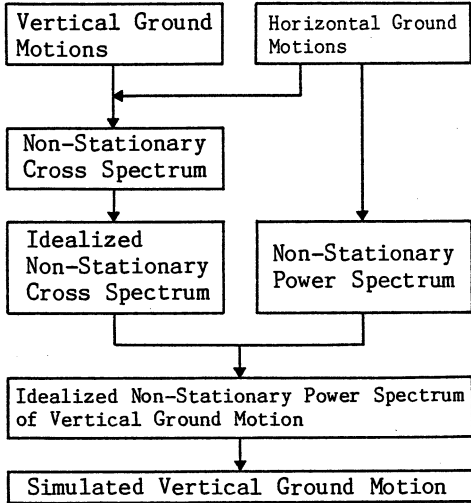 Vertical Ground
Motions
Horizontal Ground
Motions
Non-Stationary
Cross Spectrum
Idealized
Non-Stationary
Cross Spectrum
Non-Stationary
Power Spectrum
Idealized Non-Stationary Power Spectrum
of Vertical Ground Motion
Simulated Vertical Ground Motion